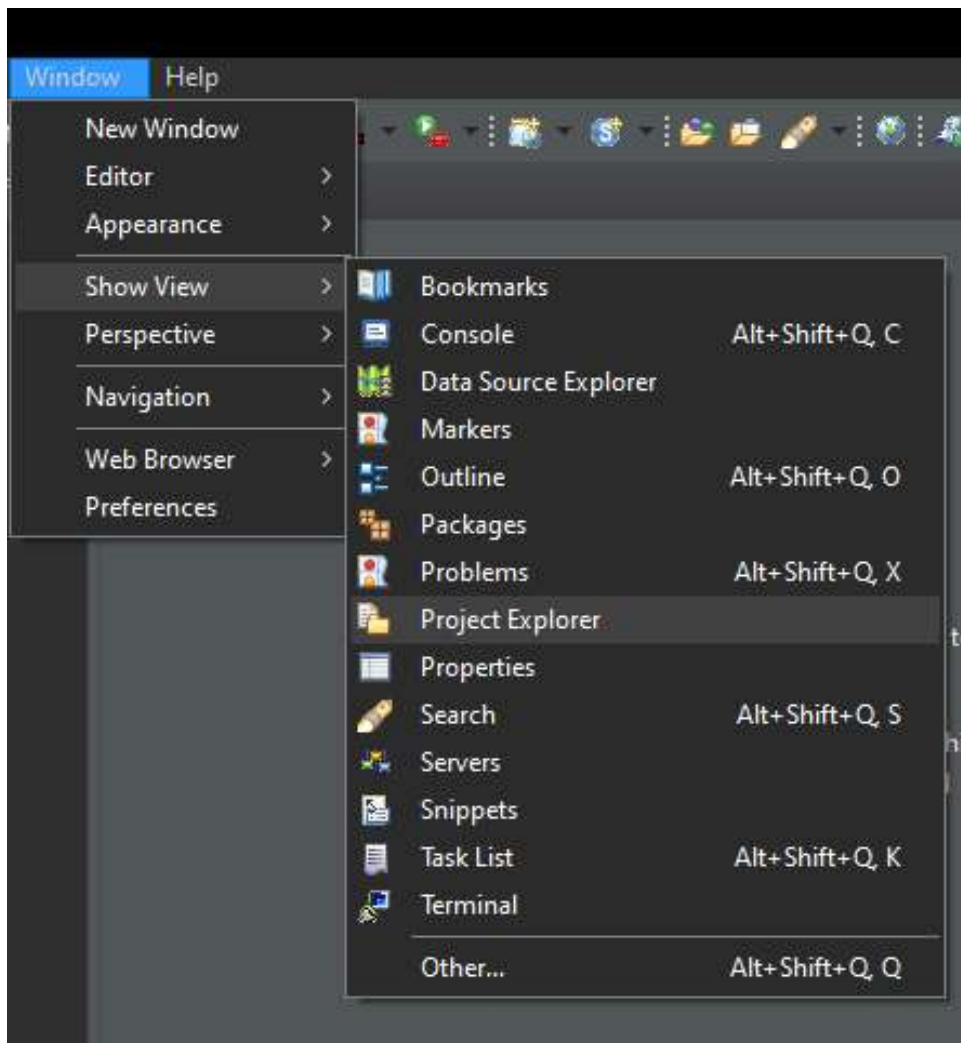 Window Help
New Window
Editor
Appearance
Show View
Perspective
Navigation
Web Browser
Preferences
Bookmarks
Console Alt+Shift+Q, C
Data Source Explorer
Markers
Outline Alt+Shift+Q, O
Packages
Problems Alt+Shift+Q, X
Project Explorer
Properties
Search Alt+Shift+Q, S
Servers
Snippets
Task List Alt+Shift+Q, K
Terminal
Other... Alt+Shift+Q, Q